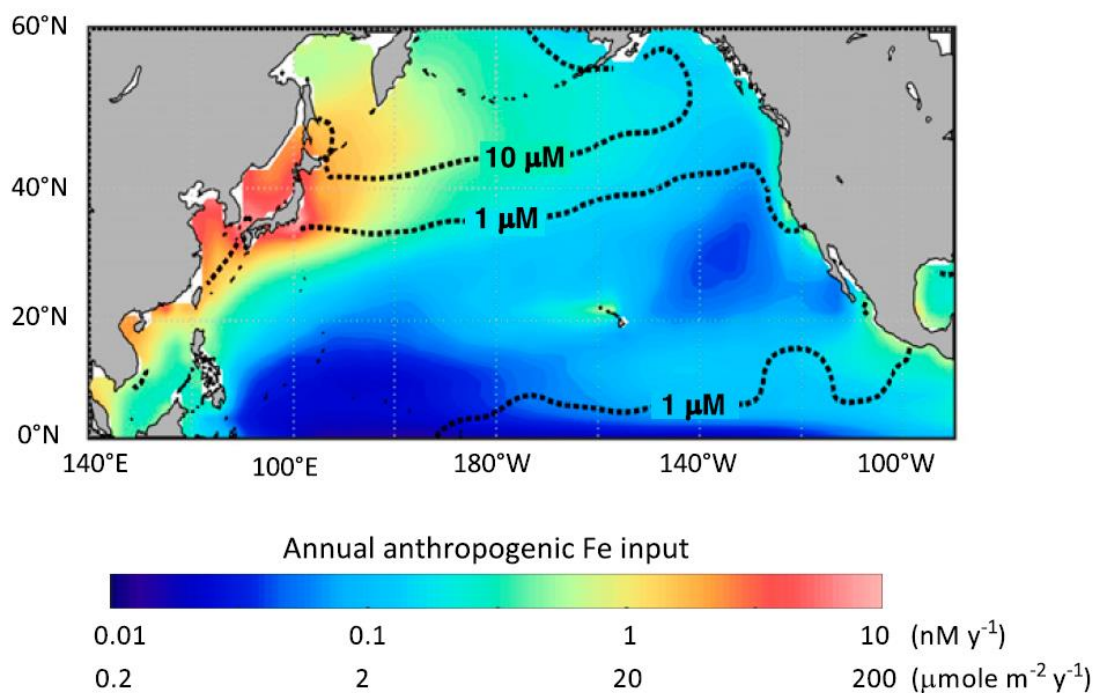 60°N
10 µM
40°N
1 µM
20°N
1 µM
0°N
140°E 100°E 180°W 140°W 100°W
Annual anthropogenic Fe input
0.01 0.1 1 10 (nM y⁻¹)
0.2 2 20 200 (µmole m⁻² y⁻¹)